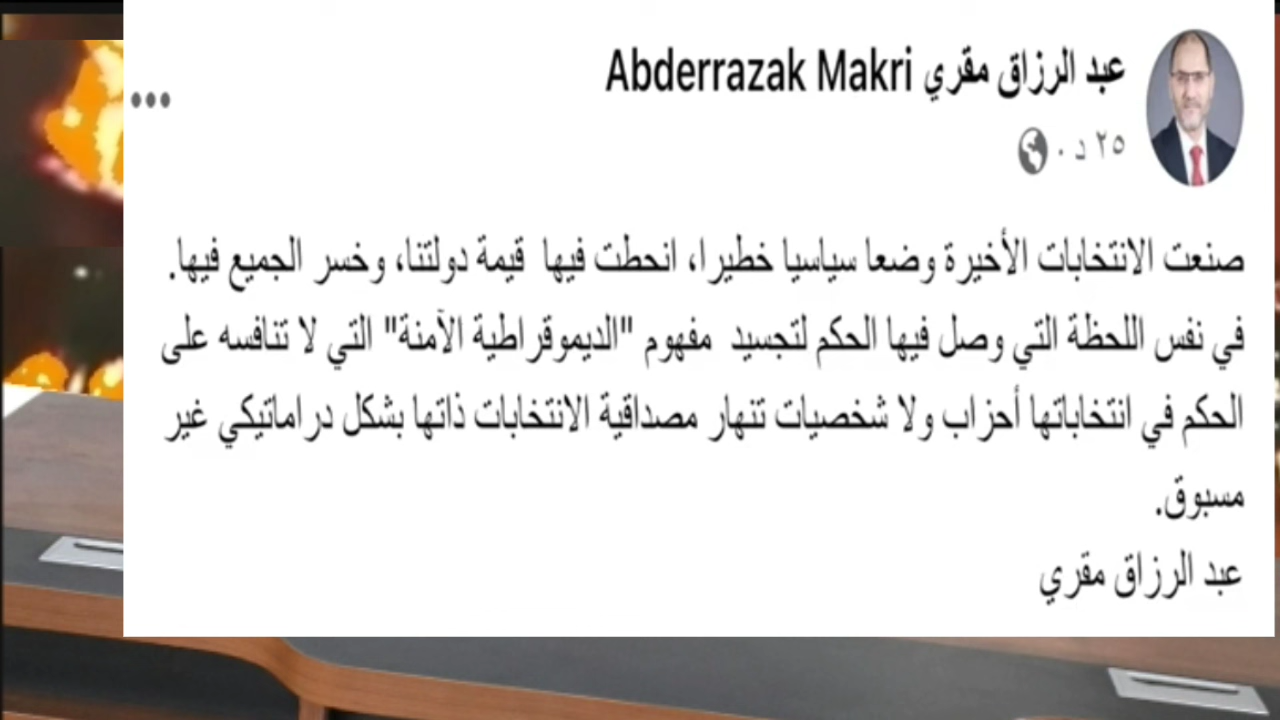 عبد الرزاق مقري Abderrazak Makri
٢٥ د ·
صنعت الانتخابات الأخيرة وضعا سياسيا خطيرا، انحطت فيها قيمة دولتنا، وخسر الجميع فيها.
في نفس اللحظة التي وصل فيها الحكم لتجسيد مفهوم "الديموقراطية الآمنة" التي لا تنافسه على
الحكم في انتخاباتها أحزاب ولا شخصيات تنهار مصداقية الانتخابات ذاتها بشكل دراماتيكي غير
مسبوق.
عبد الرزاق مقري